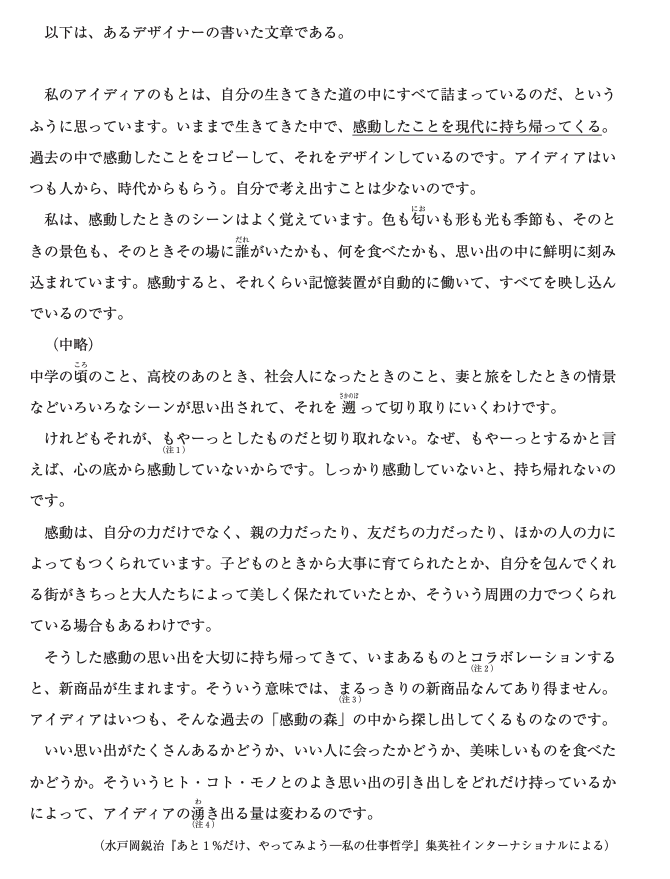 以下は、あるデザイナーの書いた文章である。
私のアイディアのもとは、自分の生きてきた道の中にすべて詰まっているのだ、という
ふうに思っています。いままで生きてきた中で、感動したことを現代に持ち帰ってくる。
過去の中で感動したことをコピーして、それをデザインしているのです。アイディアはい
つも人から、時代からもらう。自分で考え出すことは少ないのです。
にお
私は、感動したときのシーンはよく覚えています。色も匂いも形も光も季節も、そのと
だれ
きの景色も、そのときその場に誰がいたかも、何を食べたかも、思い出の中に鮮明に刻み
込まれています。感動すると、それくらい記憶装置が自動的に働いて、すべてを映し込ん
でいるのです。
（中略）
ころ
中学の頃のこと、高校のあのとき、社会人になったときのこと、妻と旅をしたときの情景
さかのぼ
などいろいろなシーンが思い出されて、それを遡って切り取りにいくわけです。
けれどもそれが、もやーっとしたものだと切り取れない。なぜ、もやーっとするかと言
（注１）
えば、心の底から感動していないからです。しっかり感動していないと、持ち帰れないの
です。
感動は、自分の力だけでなく、親の力だったり、友だちの力だったり、ほかの人の力に
よってもつくられています。子どものときから大事に育てられたとか、自分を包んでくれ
る街がきちっと大人たちによって美しく保たれていたとか、そういう周囲の力でつくられ
ている場合もあるわけです。
そうした感動の思い出を大切に持ち帰ってきて、いまあるものとコラボレーションする
（注２）
と、新商品が生まれます。そういう意味では、まるっきりの新商品なんてあり得ません。
（注３）
アイディアはいつも、そんな過去の「感動の森」の中から探し出してくるものなのです。
いい思い出がたくさんあるかどうか、いい人に会ったかどうか、美味しいものを食べた
かどうか。そういうヒト・コト・モノとのよき思い出の引き出しをどれだけ持っているか
わ
によって、アイディアの湧き出る量は変わるのです。
（注４）
（水戸岡鋭治『あと１％だけ、やってみよう―私の仕事哲学』集英社インターナショナルによる）